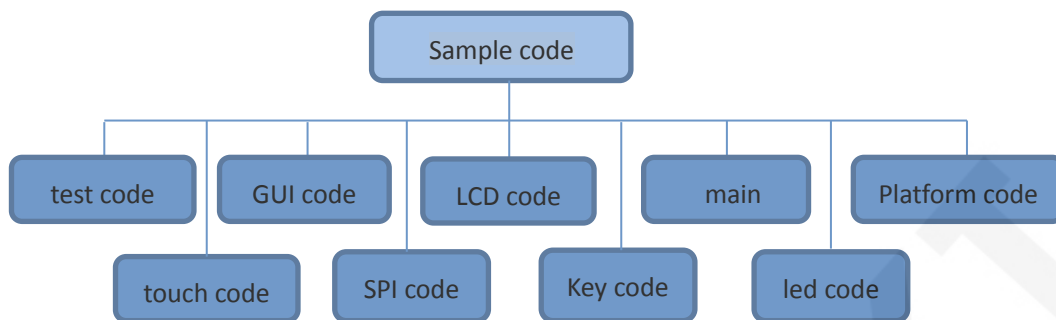 Sample code
test code
GUI code
LCD code
main
Platform code
touch code
SPI code
Key code
led code